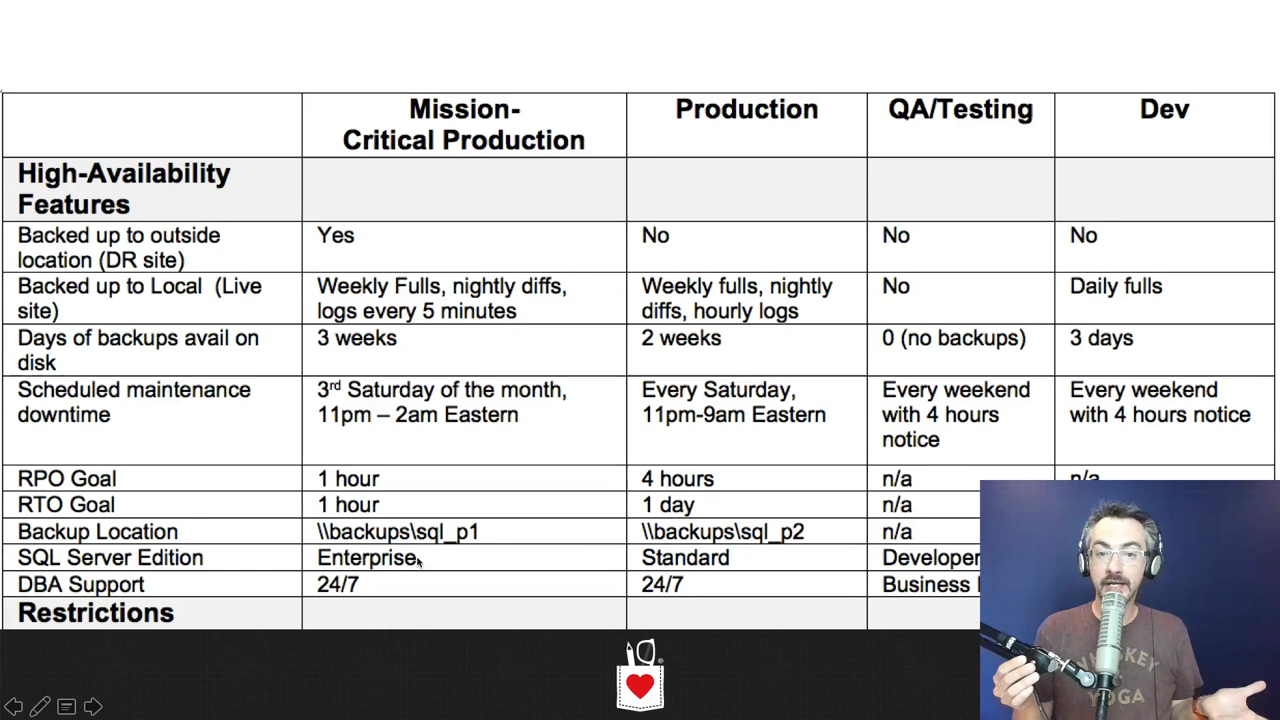 Mission-
Critical Production
Production
QA/Testing
Dev
High-Availability
Features
Backed up to outside
location (DR site)
Yes
No
No
No
Backed up to Local (Live
site)
Weekly Fulls, nightly diffs,
logs every 5 minutes
Weekly fulls, nightly
diffs, hourly logs
No
Daily fulls
Days of backups avail on
disk
3 weeks
2 weeks
0 (no backups)
3 days
Scheduled maintenance
downtime
3rd Saturday of the month,
11pm – 2am Eastern
Every Saturday,
11pm-9am Eastern
Every weekend
with 4 hours
notice
Every weekend
with 4 hours notice
RPO Goal
1 hour
4 hours
n/a
n/a
RTO Goal
1 hour
1 day
n/a
Backup Location
\\backups\sql_p1
\\backups\sql_p2
n/a
SQL Server Edition
Enterprise
Standard
Developer
DBA Support
24/7
24/7
Business
Restrictions
YOGA